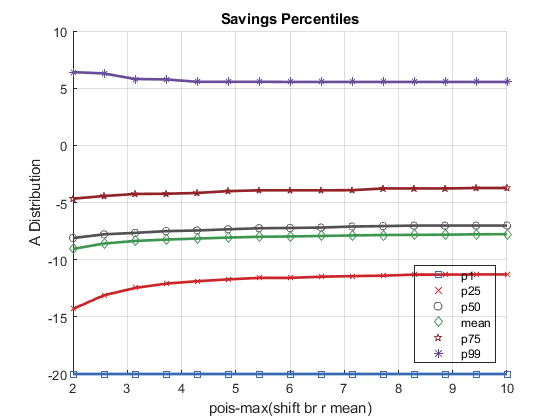 Savings Percentiles
10
5
0
-5
-10
-15
-20
A Distribution
2 3 4 5 6 7 8 9 10
pois-max(shift br r mean)
p1
p25
p50
mean
p75
p99